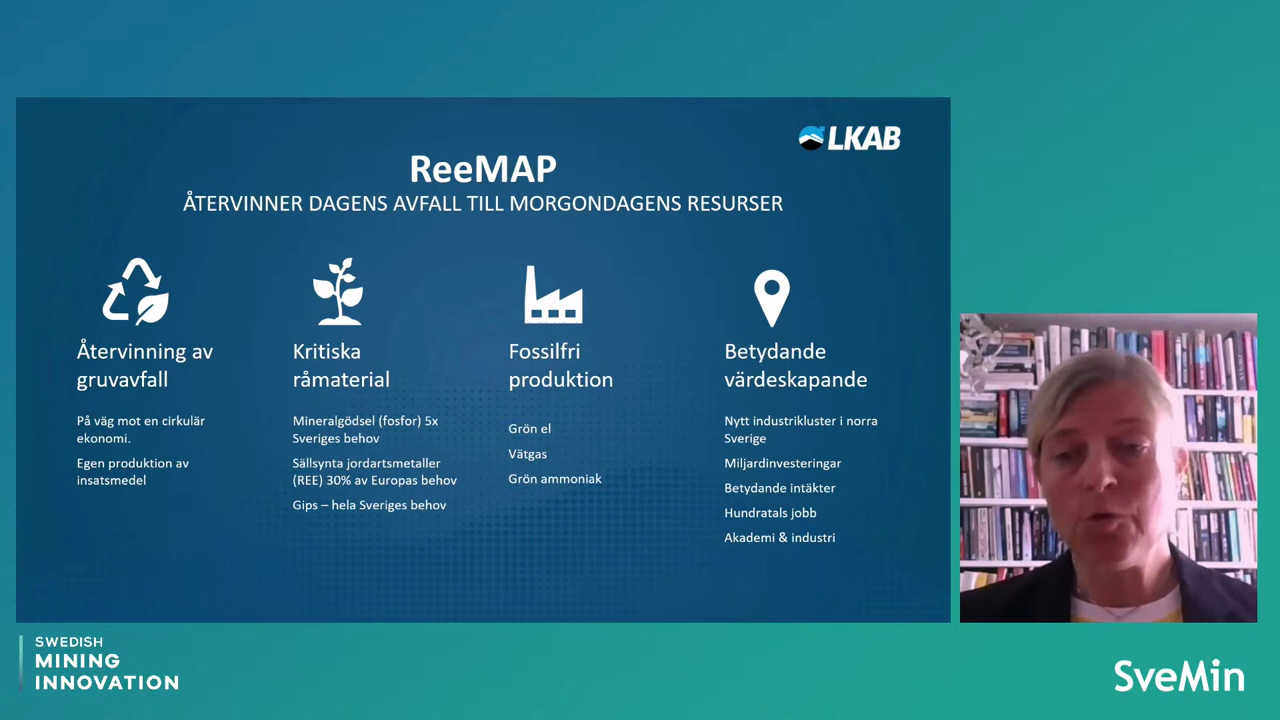 LKAB
ReeMAP
ÅTERVINNER DAGENS AVFALL TILL MORGONDAGENS RESURSER
Återvinning av
gruvavfall
På väg mot en cirkulär
ekonomi.
Egen produktion av
insatsmedel
Kritiska
råmaterial
Mineralgödsel (fosfor) 5x
Sveriges behov
Sällsynta jordartsmetaller
(REE) 30% av Europas behov
Gips – hela Sveriges behov
Fossilfri
produktion
Grön el
Vätgas
Grön ammoniak
Betydande
värdeskapande
Nytt industrikluster i norra
Sverige
Miljardinvesteringar
Betydande intäkter
Hundratals jobb
Akademi & industri
SWEDISH
MINING
INNOVATION
SveMin